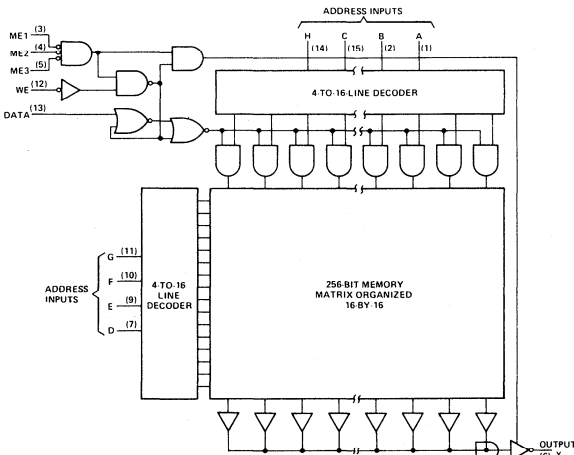 ADDRESS INPUTS
H C B A
(14) (15) (2) (1)
ME1 (3)
ME2 (4)
ME3 (5)
WE (12)
DATA (13)
4-TO-16-LINE DECODER
G (11)
F (10)
E (9)
D (7)
ADDRESS
INPUTS
4-TO-16
LINE
DECODER
256-BIT MEMORY
MATRIX ORGANIZED
16-BY-16
OUTPUT